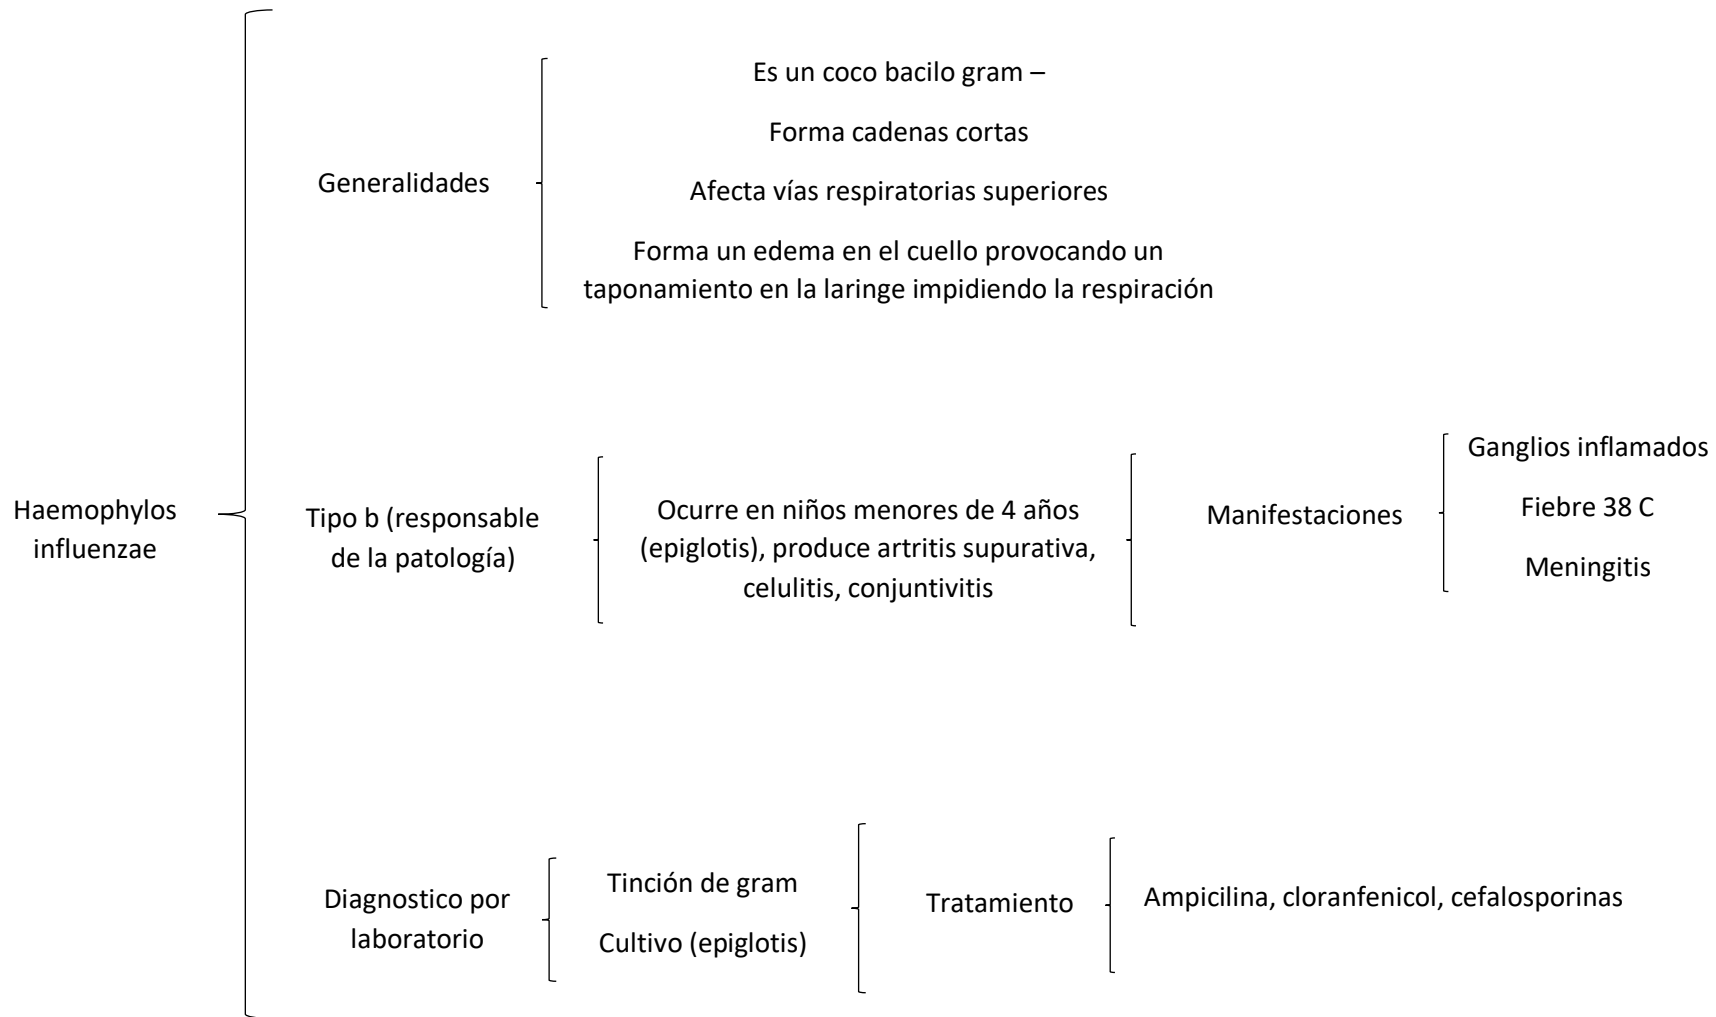 Haemophylos
influenzae
Generalidades
Es un coco bacilo gram –
Forma cadenas cortas
Afecta vías respiratorias superiores
Forma un edema en el cuello provocando un
taponamiento en la laringe impidiendo la respiración
Tipo b (responsable
de la patología)
Ocurre en niños menores de 4 años
(epiglotis), produce artritis supurativa,
celulitis, conjuntivitis
Manifestaciones
Ganglios inflamados
Fiebre 38 C
Meningitis
Diagnostico por
laboratorio
Tinción de gram
Cultivo (epiglotis)
Tratamiento
Ampicilina, cloranfenicol, cefalosporinas